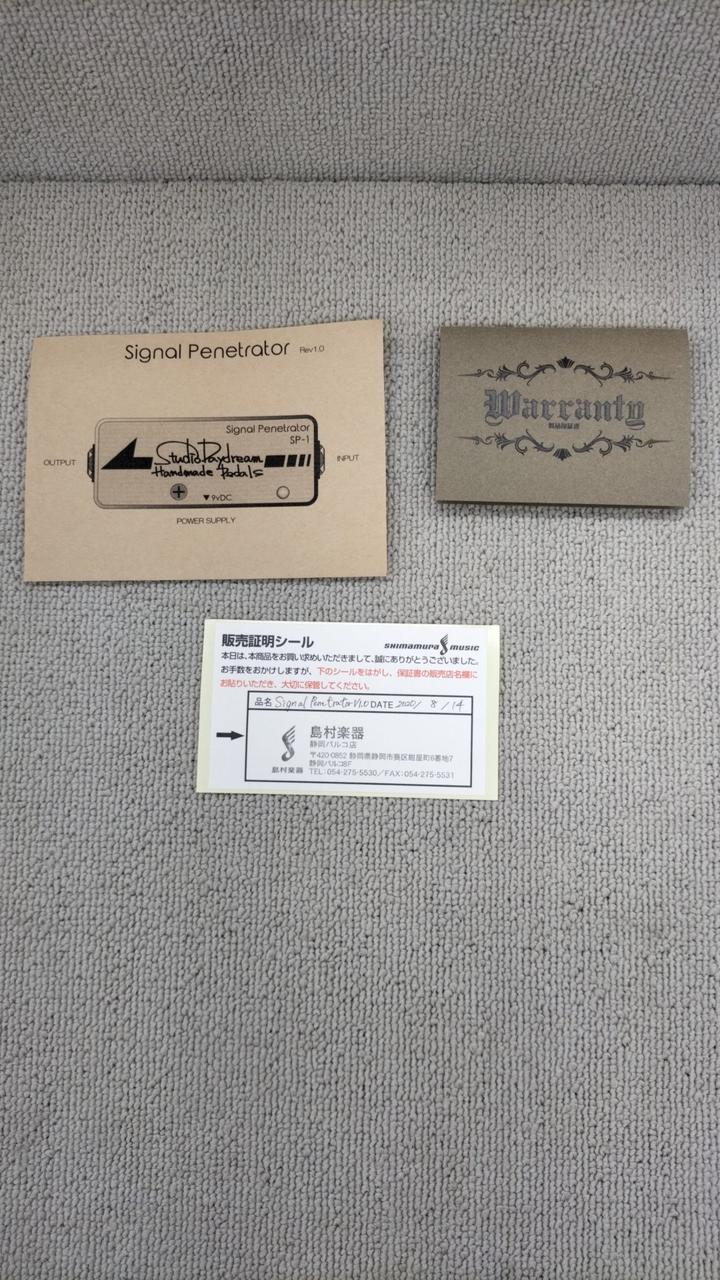 Signal Penetrator Rev1.0
Signal Penetrator
SP-1
OUTPUT
StudioDaydream
Handmade Pedals
INPUT
▼9vDC
POWER SUPPLY
Warranty
製品保証書
販売証明シール
SHIMAMURA MUSIC
本日は、本商品をお買い求めいただきまして、誠にありがとうございました。
お手数をおかけしますが、下のシールをはがし、保証書の販売店名欄に
お貼りいただき、大切に保管してください。
品名 Signal Penetrator V1.0 DATE 2020/8/14
島村楽器
静岡パルコ店
〒420-0852 静岡県静岡市葵区紺屋町6番地7
静岡パルコ8F
島村楽器 TEL:054-275-5530/FAX:054-275-5531